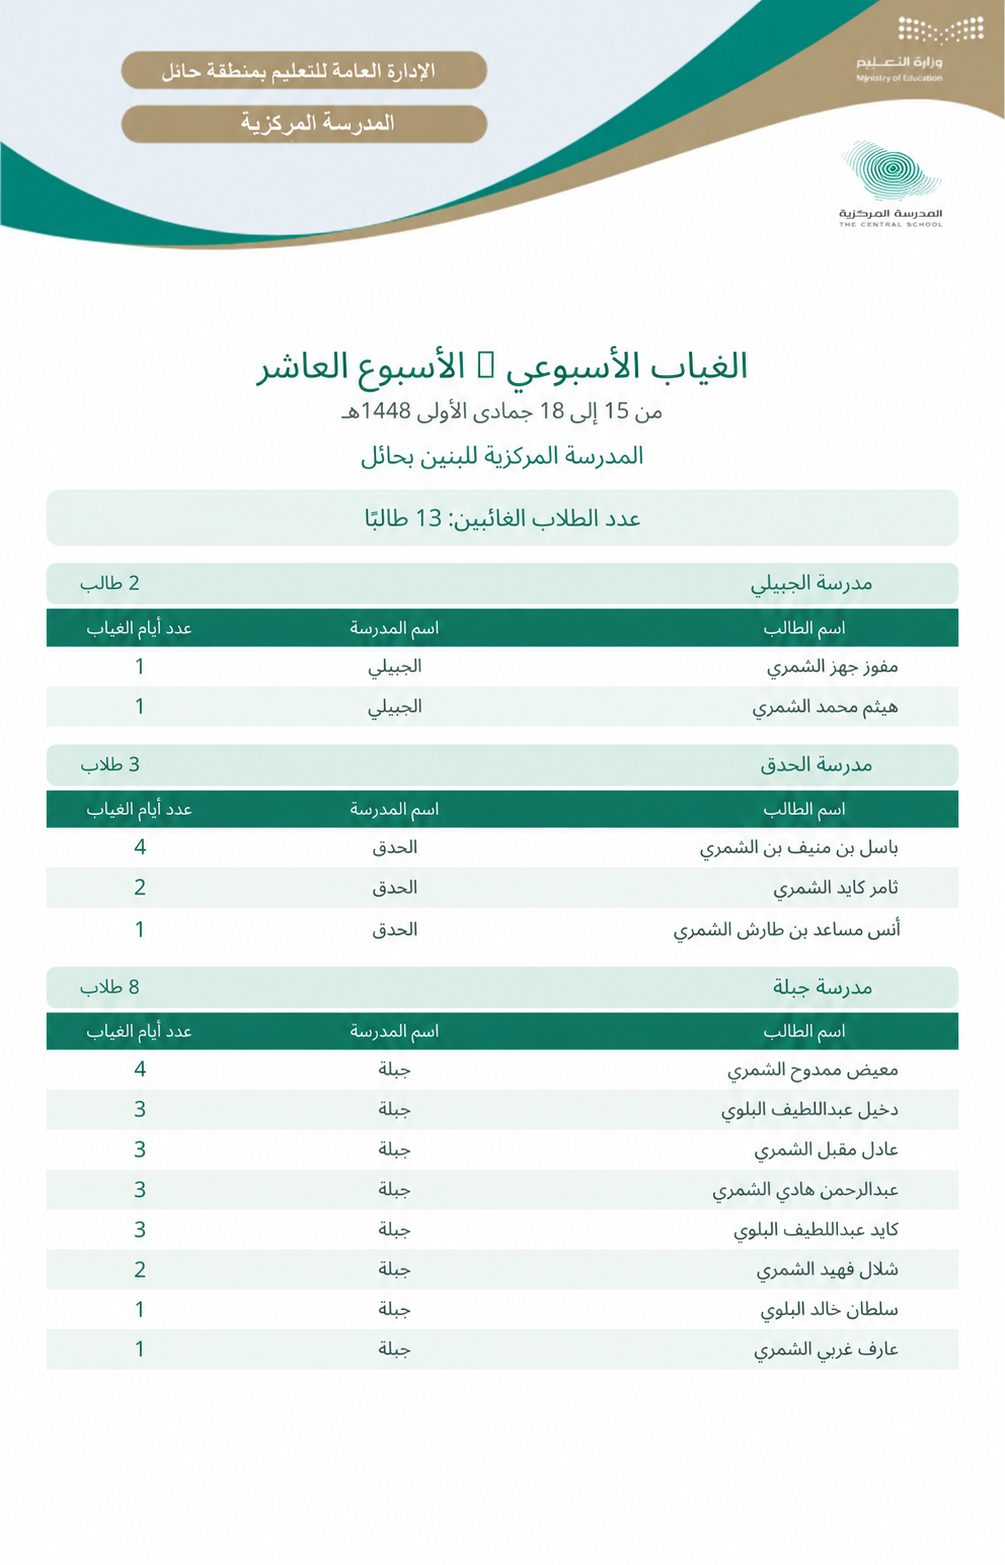 وزارة التعليم
Ministry of Education
الإدارة العامة للتعليم بمنطقة حائل
المدرسة المركزية
المدرسة المركزية
THE CENTRAL SCHOOL
الغياب الأسبوعي ▯ الأسبوع العاشر
من 15 إلى 18 جمادى الأولى 1448هـ
المدرسة المركزية للبنين بحائل
عدد الطلاب الغائبين: 13 طالبًا
مدرسة الجبيلي 2 طالب
اسم الطالب اسم المدرسة عدد أيام الغياب
مفوز جهز الشمري الجبيلي 1
هيثم محمد الشمري الجبيلي 1
مدرسة الحدق 3 طلاب
اسم الطالب اسم المدرسة عدد أيام الغياب
باسل بن منيف بن الشمري الحدق 4
ثامر كايد الشمري الحدق 2
أنس مساعد بن طارش الشمري الحدق 1
مدرسة جبلة 8 طلاب
اسم الطالب اسم المدرسة عدد أيام الغياب
معيض ممدوح الشمري جبلة 4
دخيل عبداللطيف البلوي جبلة 3
عادل مقبل الشمري جبلة 3
عبدالرحمن هادي الشمري جبلة 3
كايد عبداللطيف البلوي جبلة 3
شلال فهيد الشمري جبلة 2
سلطان خالد البلوي جبلة 1
عارف غربي الشمري جبلة 1